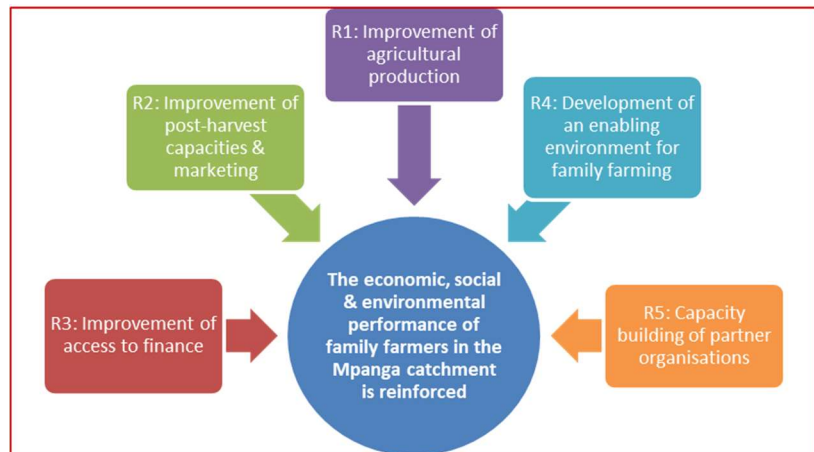 R1: Improvement of
agricultural
production
R2: Improvement of
post-harvest
capacities &
marketing
R4: Development of
an enabling
environment for
family farming
R3: Improvement of
access to finance
The economic, social
& environmental
performance of
family farmers in the
Mpanga catchment
is reinforced
R5: Capacity
building of partner
organisations